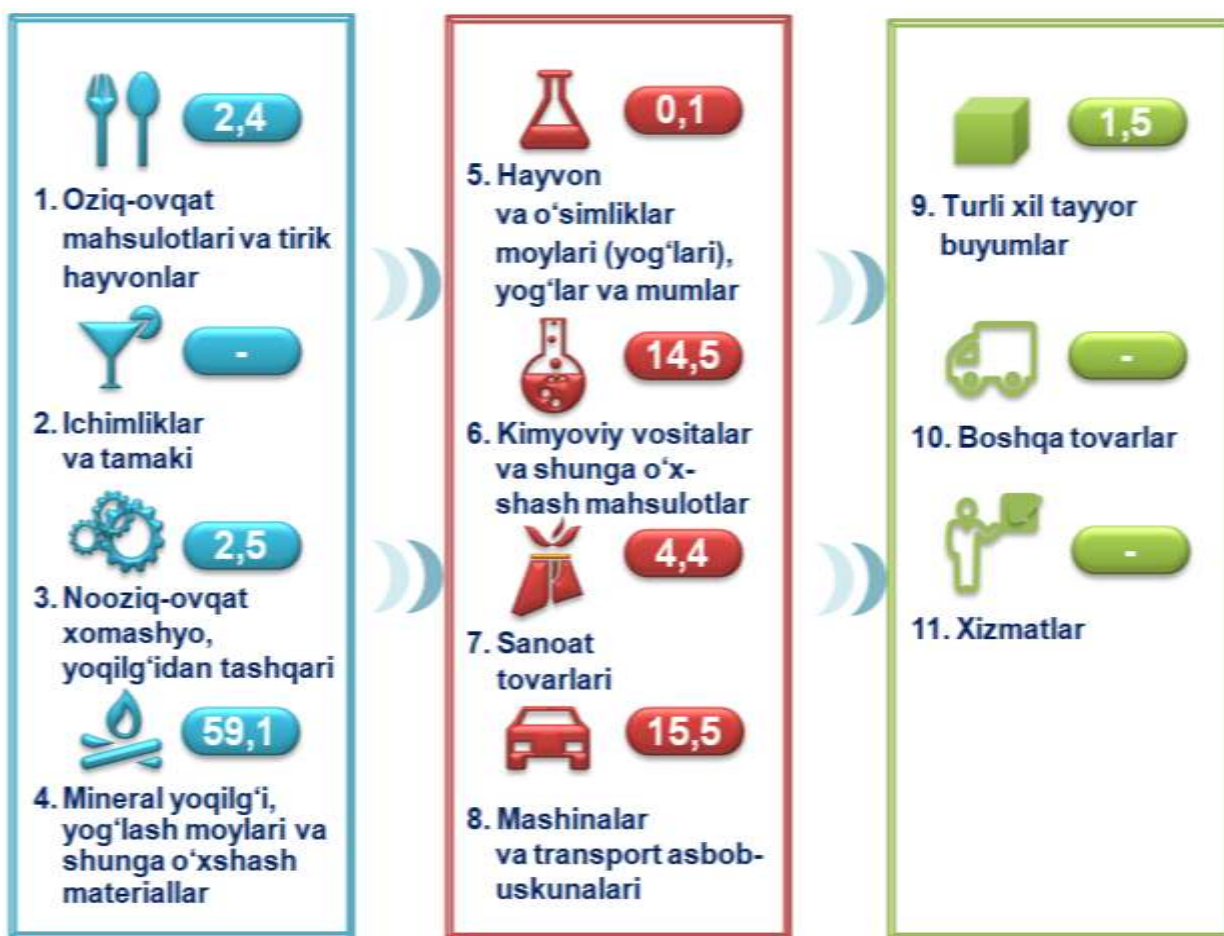 2,4
1. Oziq-ovqat
mahsulotlari va tirik
hayvonlar
-
2. Ichimliklar
va tamaki
2,5
3. Nooziq-ovqat
xomashyo,
yoqilg‘idan tashqari
59,1
4. Mineral yoqilg‘i,
yog‘lash moylari va
shunga o‘xshash
materiallar
0,1
5. Hayvon
va o‘simliklar
moylari (yog‘lari),
yog‘lar va mumlar
14,5
6. Kimyoviy vositalar
va shunga o‘x-
shash mahsulotlar
4,4
7. Sanoat
tovarlari
15,5
8. Mashinalar
va transport asbob-
uskunalari
1,5
9. Turli xil tayyor
buyumlar
-
10. Boshqa tovarlar
-
11. Xizmatlar